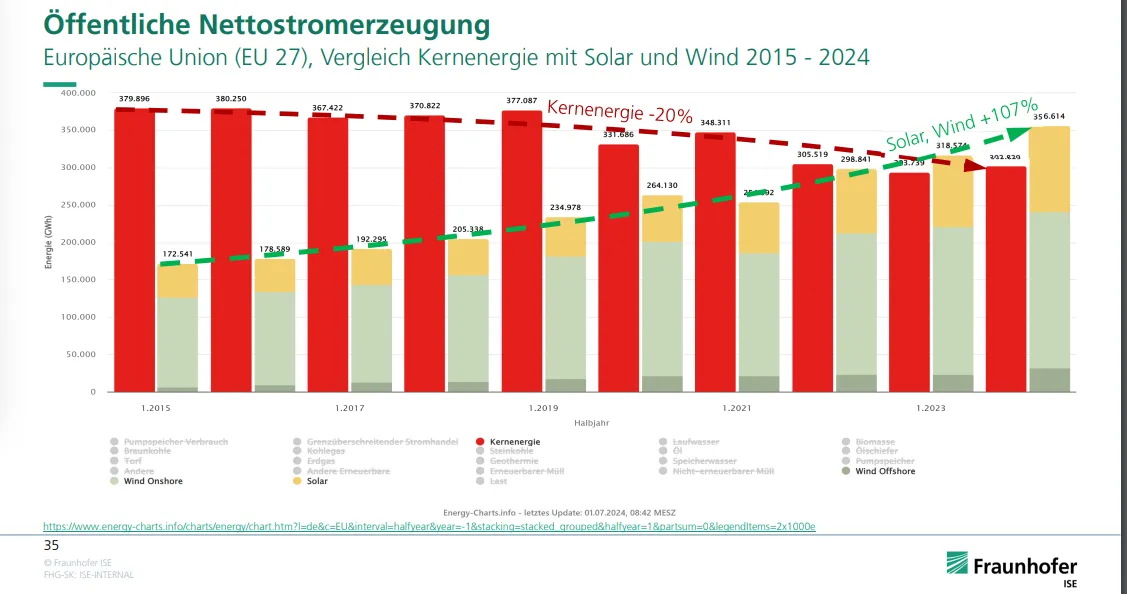 Öffentliche Nettostromerzeugung
Europäische Union (EU 27), Vergleich Kernenergie mit Solar und Wind 2015 - 2024
400.000
350.000
300.000
250.000
200.000
150.000
100.000
50.000
0
Energie (GWh)
379.896
172.541
380.250
178.589
367.422
192.295
370.822
205.338
377.087
234.978
331.686
264.130
348.311
305.519
298.841
318.574
356.614
Kernenergie -20%
Solar, Wind +107%
1.2015
1.2017
1.2019
1.2021
1.2023
Halbjahr
Pumpspeicher Verbrauch
Grenzüberschreitender Stromhandel
Kernenergie
Laufwasser
Biomasse
Braunkohle
Kohlegas
Steinkohle
Öl
Ölschiefer
Torf
Erdgas
Geothermie
Speicherwasser
Pumpspeicher
Andere
Andere Erneuerbare
Erneuerbarer Müll
Nicht-erneuerbarer Müll
Wind Offshore
Wind Onshore
Solar
Last
Energy-Charts.info - letztes Update: 01.07.2024, 08:42 MESZ
https://www.energy-charts.info/charts/energy/chart.htm?l=de&c=EU&interval=halfyear&year=-1&stacking=stacked_grouped&halfyear=1&partsum=0&legendItems=2x1000e
35
© Fraunhofer ISE
FHG-SK: ISE-INTERNAL
Fraunhofer
ISE